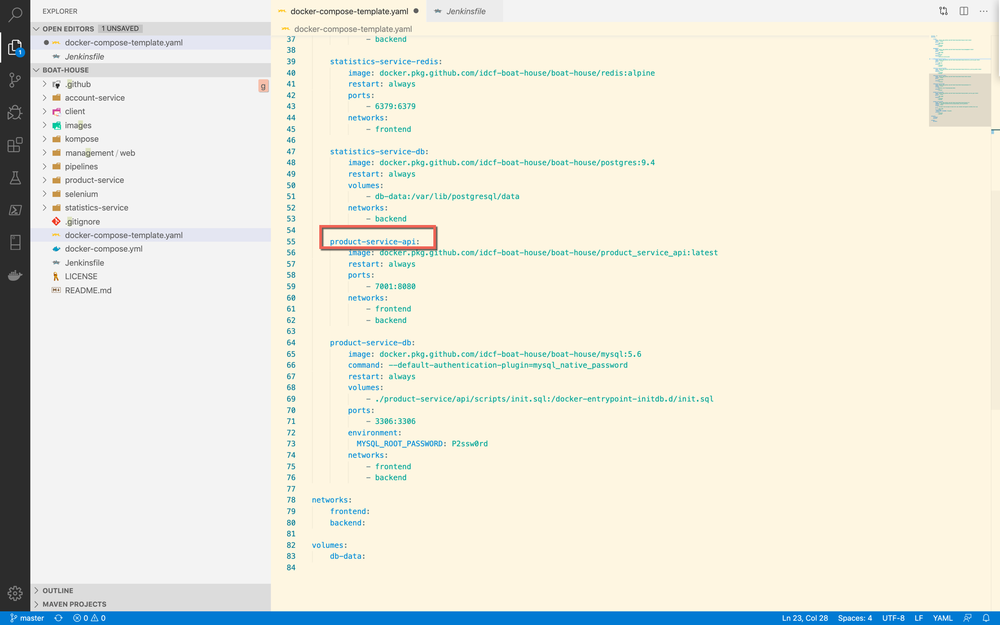 EXPLORER
OPEN EDITORS 1 UNSAVED
docker-compose-template.yaml
Jenkinsfile
BOAT-HOUSE
.github
g
account-service
client
images
kompose
management / web
pipelines
product-service
selenium
statistics-service
.gitignore
docker-compose-template.yaml
docker-compose.yml
Jenkinsfile
LICENSE
README.md
OUTLINE
MAVEN PROJECTS
1
docker-compose-template.yaml
Jenkinsfile
docker-compose-template.yaml
37 - backend
38
39 statistics-service-redis:
40 image: docker.pkg.github.com/idcf-boat-house/boat-house/redis:alpine
41 restart: always
42 ports:
43 - 6379:6379
44 networks:
45 - frontend
46
47 statistics-service-db:
48 image: docker.pkg.github.com/idcf-boat-house/boat-house/postgres:9.4
49 restart: always
50 volumes:
51 - db-data:/var/lib/postgresql/data
52 networks:
53 - backend
54
55 product-service-api:
56 image: docker.pkg.github.com/idcf-boat-house/boat-house/product_service_api:latest
57 restart: always
58 ports:
59 - 7001:8080
60 networks:
61 - frontend
62 - backend
63
64 product-service-db:
65 image: docker.pkg.github.com/idcf-boat-house/boat-house/mysql:5.6
66 command: --default-authentication-plugin=mysql_native_password
67 restart: always
68 volumes:
69 - ./product-service/api/scripts/init.sql:/docker-entrypoint-initdb.d/init.sql
70 ports:
71 - 3306:3306
72 environment:
73 MYSQL_ROOT_PASSWORD: P2ssw0rd
74 networks:
75 - frontend
76 - backend
77
78 networks:
79 frontend:
80 backend:
81
82 volumes:
83 db-data:
84
master 0 0 Ln 23, Col 28 Spaces: 4 UTF-8 LF YAML